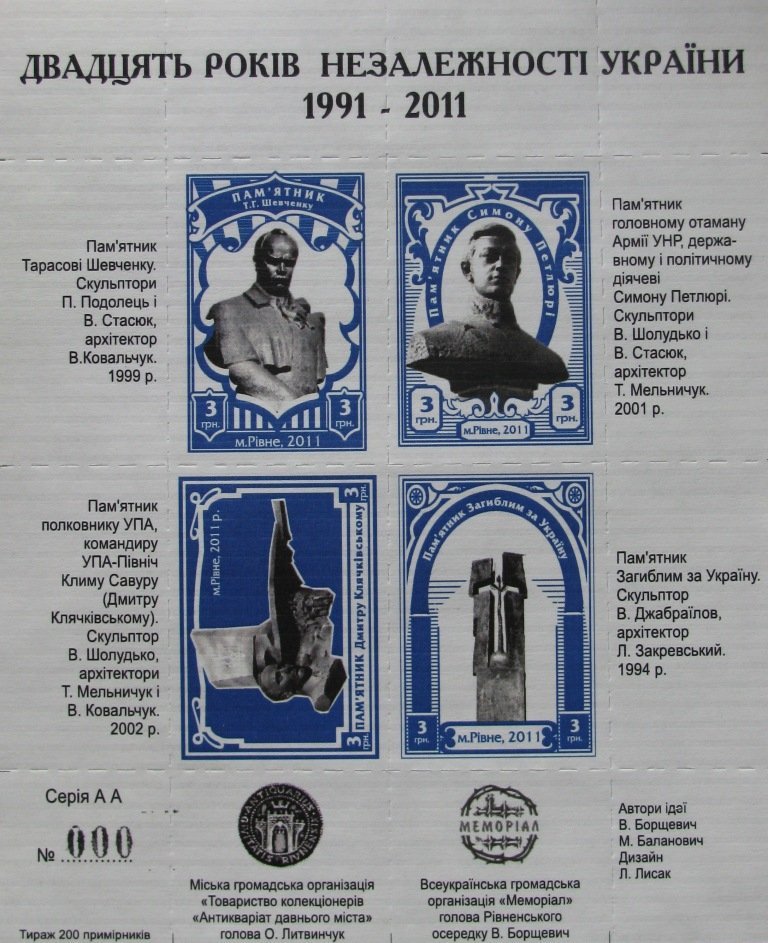 ДВАДЦЯТЬ РОКІВ НЕЗАЛЕЖНОСТІ УКРАЇНИ
1991 - 2011
Пам'ятник
Тарасові Шевченку.
Скульптори
П. Подолець і
В. Стасюк,
архітектор
В.Ковальчук.
1999 р.
ПАМ'ЯТНИК
Т.Г. Шевченку
3
грн.
3
грн.
м.Рівне, 2011
Пам'ятник Симону Петлюрі
3
грн.
3
грн.
м.Рівне, 2011
Пам'ятник
головному отаману
Армії УНР, держа-
вному і політичному
діячеві
Симону Петлюрі.
Скульптори
В. Шолудько і
В. Стасюк,
архітектор
Т. Мельничук.
2001 р.
Пам'ятник
полковнику УПА,
командиру
УПА-Північ
Климу Савуру
(Дмитру
Клячківському).
Скульптор
В. Шолудько,
архітектори
Т. Мельничук і
В. Ковальчук.
2002 р.
м.Рівне, 2011 р.
3
грн.
ПАМ'ЯТНИК Дмитру Клячківському
3
грн.
Пам'ятник Загиблим за Україну
3
грн.
3
грн.
м.Рівне, 2011
Пам'ятник
Загиблим за Україну.
Скульптор
В. Джабраїлов,
архітектор
Л. Закревський.
1994 р.
Серія А А
№ 000
Тираж 200 примірників
Міська громадська організація
«Товариство колекціонерів
«Антикваріат давнього міста»
голова О. Литвинчук
МЕМОРІАЛ
Всеукраїнська громадська
організація «Меморіал»
голова Рівненського
осередку В. Борщевич
Автори ідеї
В. Борщевич
М. Баланович
Дизайн
Л. Лисак